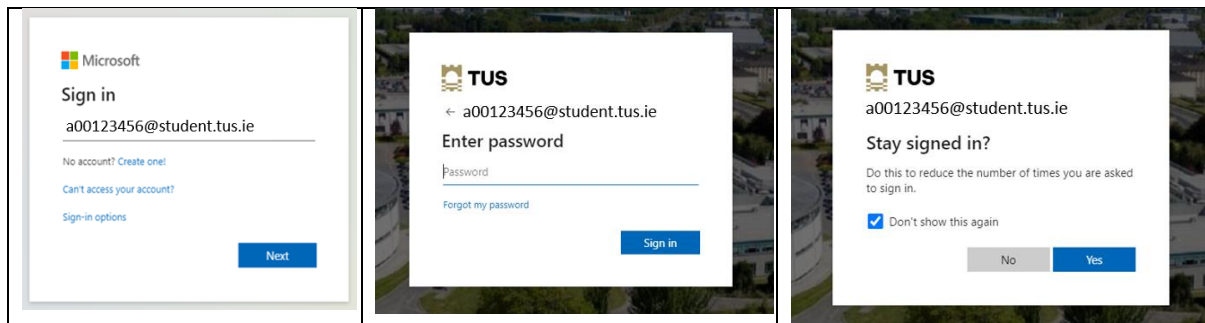 Microsoft
Sign in
a00123456@student.tus.ie
No account? Create one!
Can't access your account?
Sign-in options
Next
TUS
← a00123456@student.tus.ie
Enter password
Password
Forgot my password
Sign in
TUS
a00123456@student.tus.ie
Stay signed in?
Do this to reduce the number of times you are asked
to sign in.
Don't show this again
No
Yes